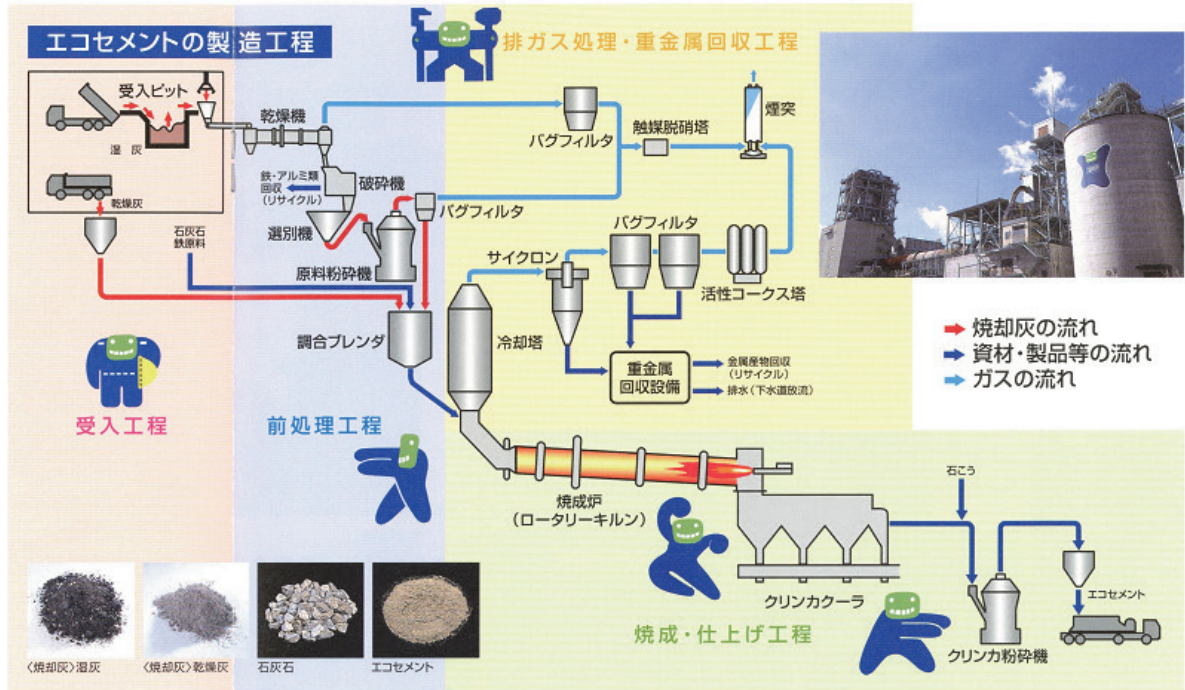 エコセメントの製造工程
排ガス処理・重金属回収工程
受入ピット
湿灰
乾燥灰
石灰石
鉄原料
乾燥機
鉄・アルミ類
回収
(リサイクル)
破砕機
選別機
原料粉砕機
バグフィルタ
バグフィルタ
触媒脱硝塔
煙突
サイクロン
バグフィルタ
活性コークス塔
調合ブレンダ
冷却塔
重金属
回収設備
金属産物回収
(リサイクル)
排水(下水道放流)
焼却灰の流れ
資材・製品等の流れ
ガスの流れ
受入工程
前処理工程
焼成炉
(ロータリーキルン)
石こう
クリンカクーラ
エコセメント
クリンカ粉砕機
焼成・仕上げ工程
〈焼却灰〉湿灰
〈焼却灰〉乾燥灰
石灰石
エコセメント